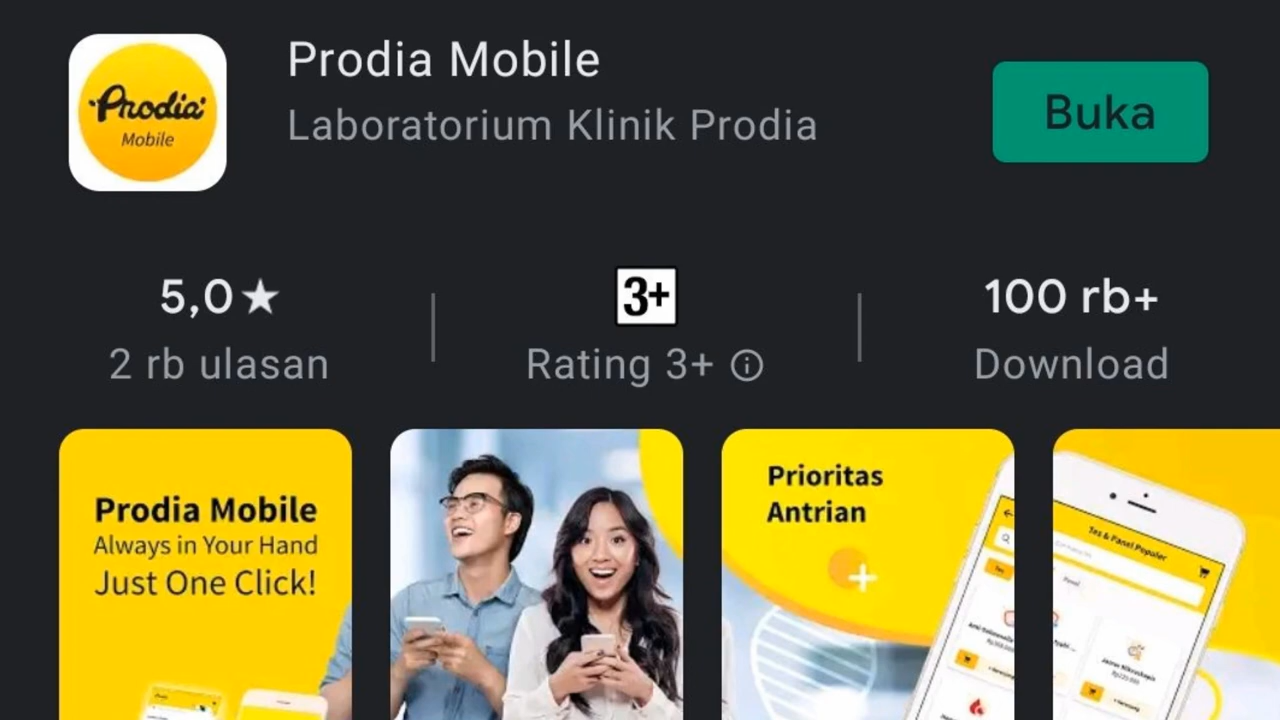 Prodia Mobile
Laboratorium Klinik Prodia
Buka
Prodia
Mobile
5,0★
2 rb ulasan
3+
Rating 3+
100 rb+
Download
Prodia Mobile
Always in Your Hand
Just One Click!
Prioritas
Antrian
Tes & Panel Populer
Panel